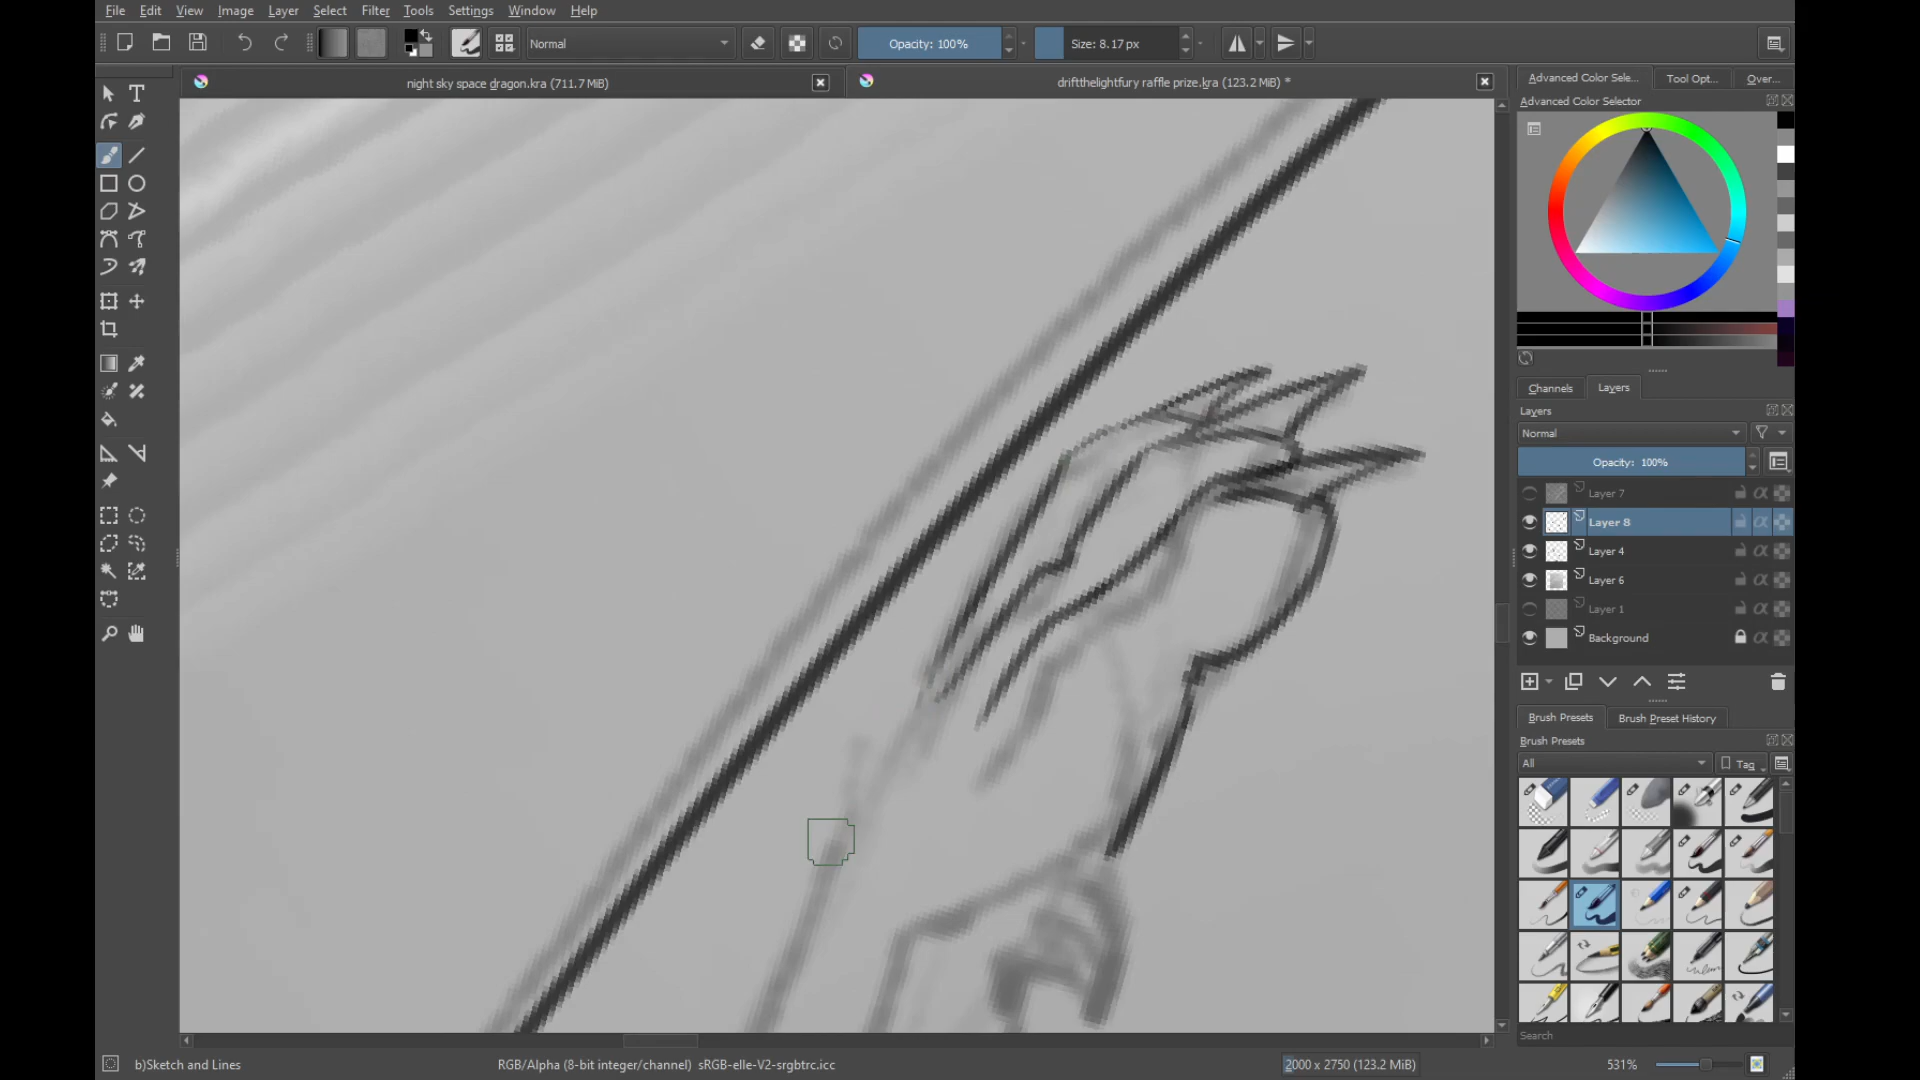 File Edit View Image Layer Select Filter Tools Settings Window Help
Normal
Opacity: 100%
Size: 8.17 px
night sky space dragon.kra (711.7 MiB)
driftthelightfury raffle prize.kra (123.2 MiB) *
Advanced Color Sele...
Tool Opt...
Over...
Advanced Color Selector
Channels
Layers
Layers
Normal
Opacity: 100%
Layer 7
Layer 8
Layer 4
Layer 6
Layer 1
Background
Brush Presets
Brush Preset History
Brush Presets
All
Tag
Search
b)Sketch and Lines
RGB/Alpha (8-bit integer/channel) sRGB-elle-V2-srgbtrc.icc
2000 x 2750 (123.2 MiB)
531%